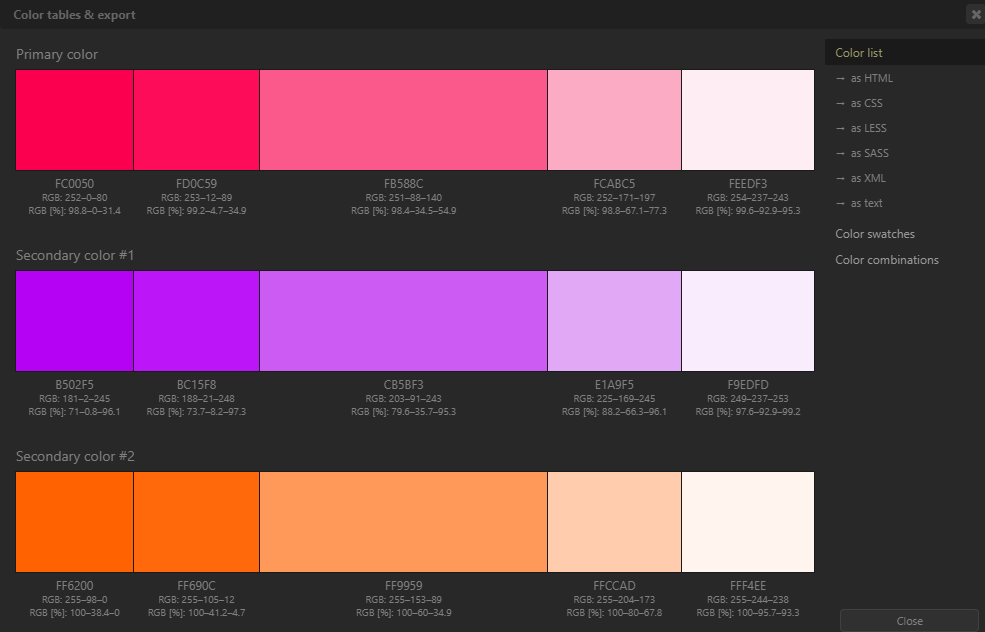 Color tables & export
Primary color
FC0050
RGB: 252–0–80
RGB [%]: 98.8–0–31.4
FD0C59
RGB: 253–12–89
RGB [%]: 99.2–4.7–34.9
FB588C
RGB: 251–88–140
RGB [%]: 98.4–34.5–54.9
FCABC5
RGB: 252–171–197
RGB [%]: 98.8–67.1–77.3
FEEDF3
RGB: 254–237–243
RGB [%]: 99.6–92.9–95.3
Secondary color #1
B502F5
RGB: 181–2–245
RGB [%]: 71–0.8–96.1
BC15F8
RGB: 188–21–248
RGB [%]: 73.7–8.2–97.3
CB5BF3
RGB: 203–91–243
RGB [%]: 79.6–35.7–95.3
E1A9F5
RGB: 225–169–245
RGB [%]: 88.2–66.3–96.1
F9EDFD
RGB: 249–237–253
RGB [%]: 97.6–92.9–99.2
Secondary color #2
FF6200
RGB: 255–98–0
RGB [%]: 100–38.4–0
FF690C
RGB: 255–105–12
RGB [%]: 100–41.2–4.7
FF9959
RGB: 255–153–89
RGB [%]: 100–60–34.9
FFCCAD
RGB: 255–204–173
RGB [%]: 100–80–67.8
FFF4EE
RGB: 255–244–238
RGB [%]: 100–95.7–93.3
Color list
→ as HTML
→ as CSS
→ as LESS
→ as SASS
→ as XML
→ as text
Color swatches
Color combinations
Close